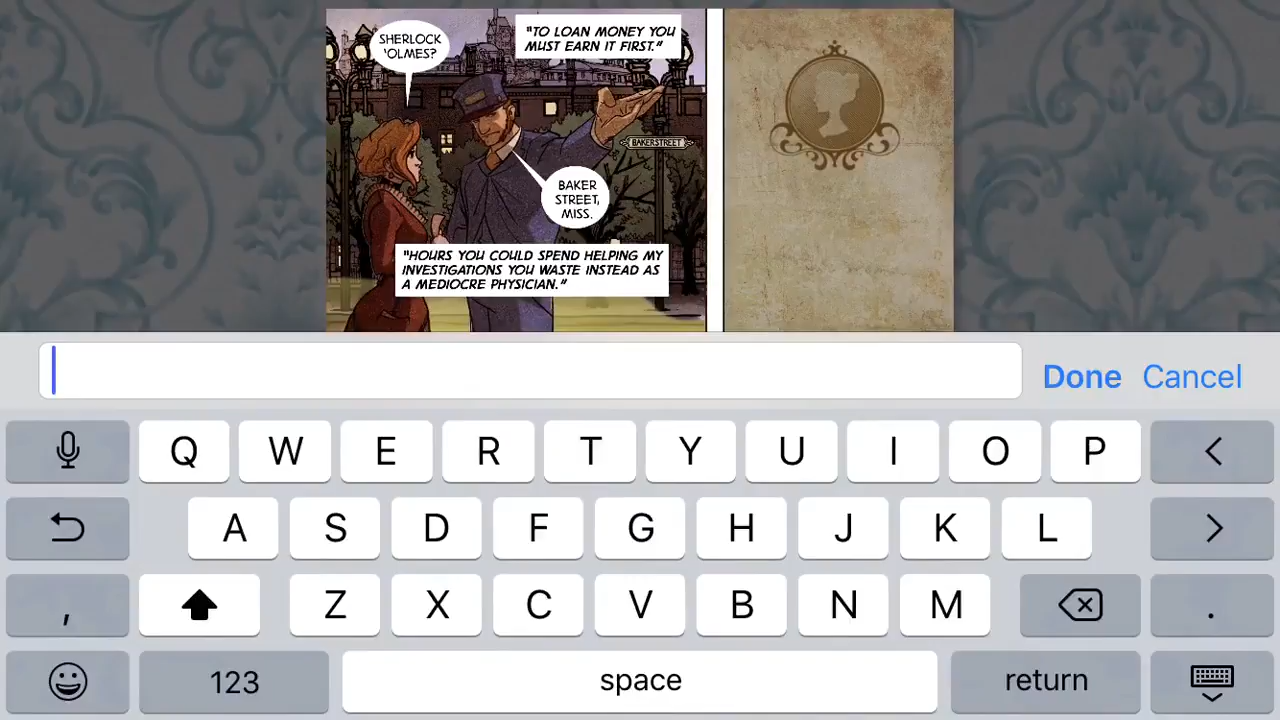 SHERLOCK
'OLMES?
"TO LOAN MONEY YOU
MUST EARN IT FIRST."
BAKERSTREET
BAKER
STREET,
MISS.
"HOURS YOU COULD SPEND HELPING MY
INVESTIGATIONS YOU WASTE INSTEAD AS
A MEDIOCRE PHYSICIAN."
Done Cancel
Q W E R T Y U I O P <
A S D F G H J K L >
, Z X C V B N M .
123 space return